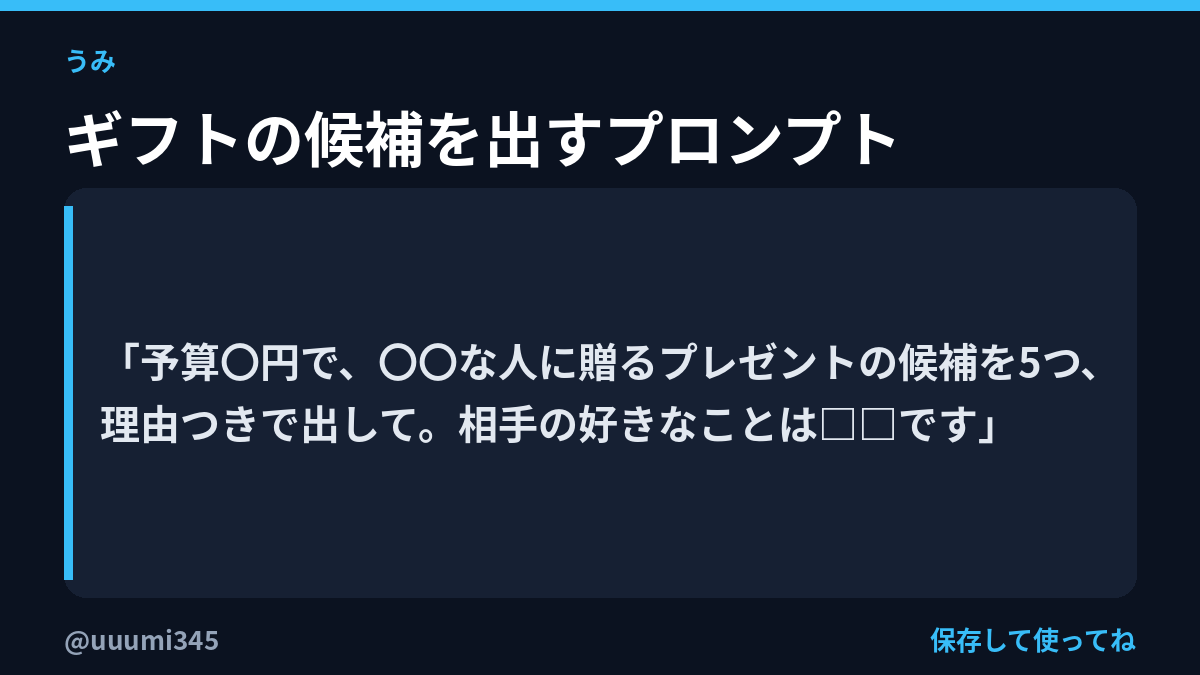 うみ
ギフトの候補を出すプロンプト
「予算〇円で、〇〇な人に贈るプレゼントの候補を5つ、
理由つきで出して。相手の好きなことは□□です」
@uuumi345
保存して使ってね